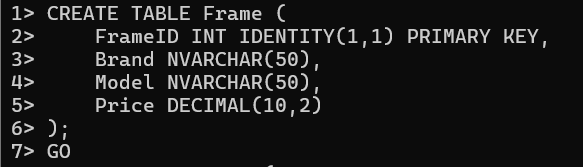 1> CREATE TABLE Frame (
2>     FrameID INT IDENTITY(1,1) PRIMARY KEY,
3>     Brand NVARCHAR(50),
4>     Model NVARCHAR(50),
5>     Price DECIMAL(10,2)
6> );
7> GO